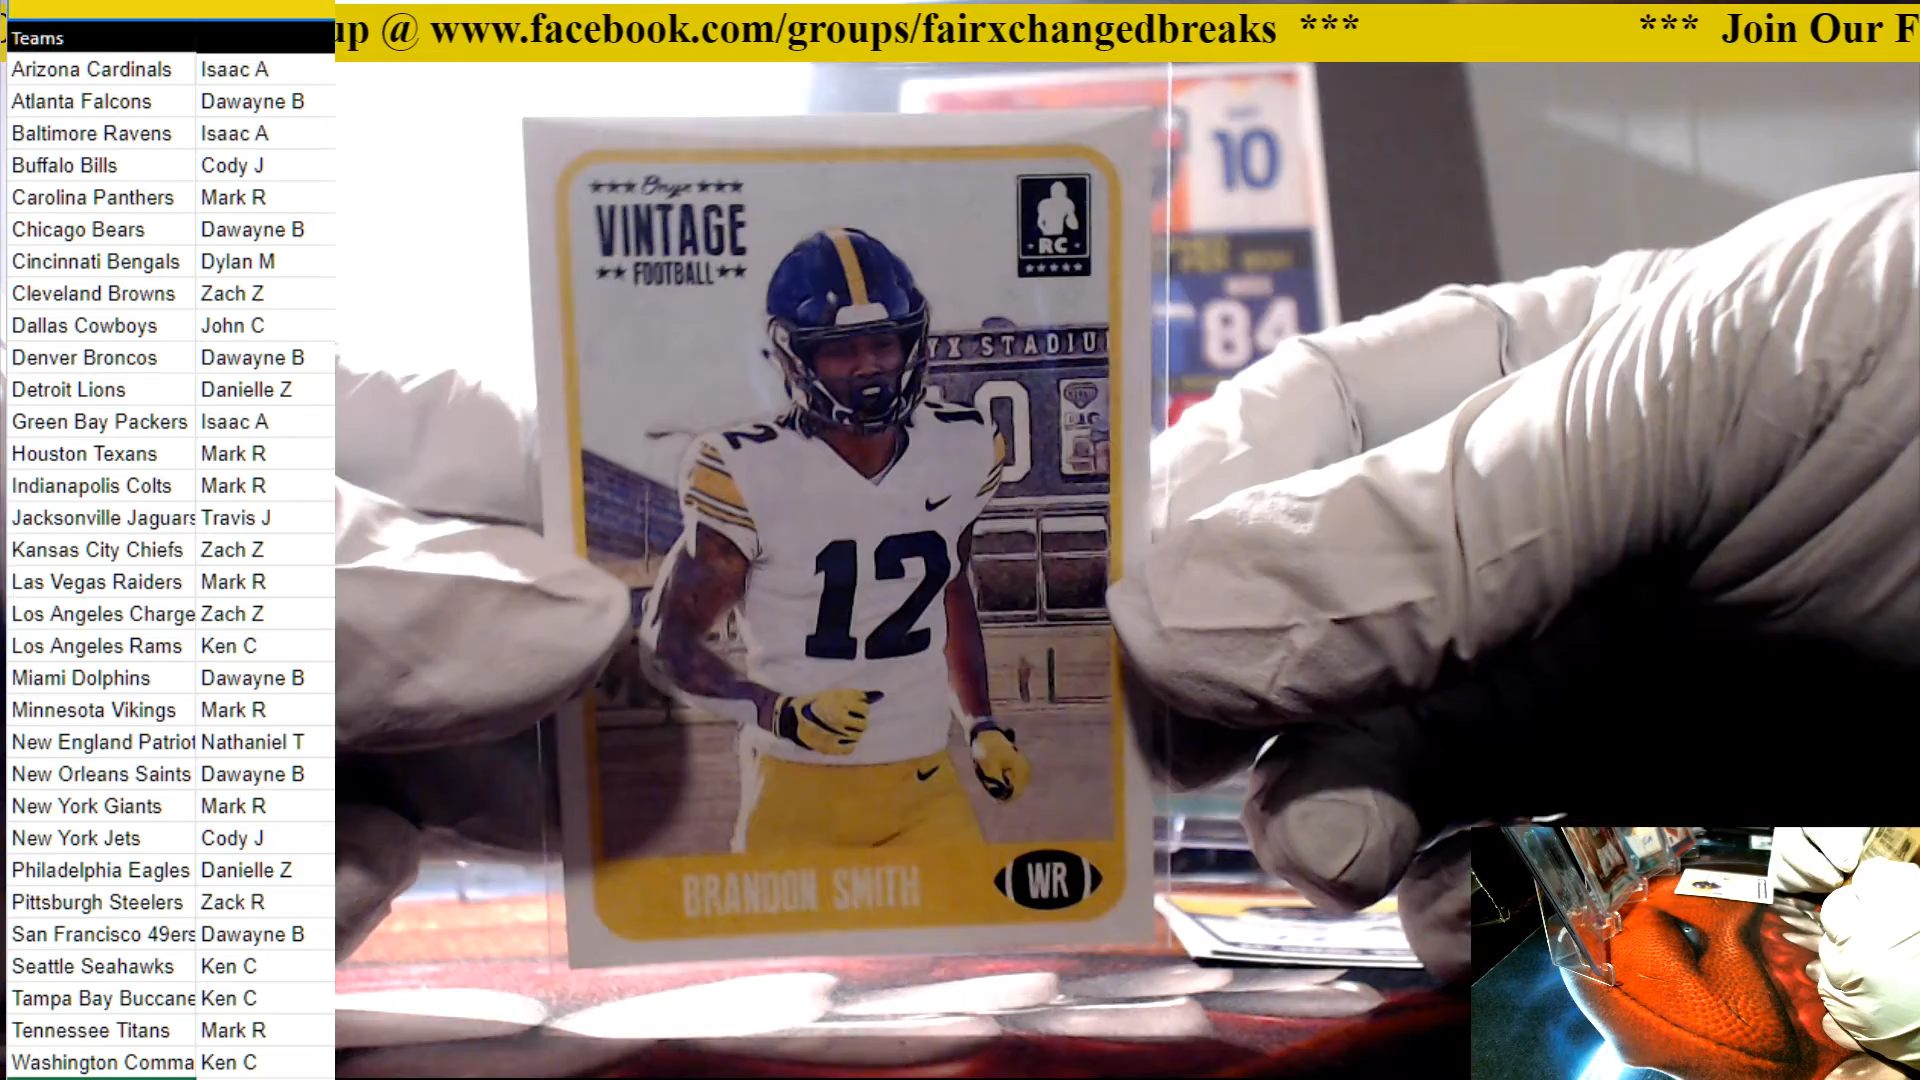 up @ www.facebook.com/groups/fairxchangedbreaks *** *** Join Our F
Teams
Arizona Cardinals Isaac A
Atlanta Falcons Dawayne B
Baltimore Ravens Isaac A
Buffalo Bills Cody J
Carolina Panthers Mark R
Chicago Bears Dawayne B
Cincinnati Bengals Dylan M
Cleveland Browns Zach Z
Dallas Cowboys John C
Denver Broncos Dawayne B
Detroit Lions Danielle Z
Green Bay Packers Isaac A
Houston Texans Mark R
Indianapolis Colts Mark R
Jacksonville Jaguars Travis J
Kansas City Chiefs Zach Z
Las Vegas Raiders Mark R
Los Angeles Charge Zach Z
Los Angeles Rams Ken C
Miami Dolphins Dawayne B
Minnesota Vikings Mark R
New England Patriot Nathaniel T
New Orleans Saints Dawayne B
New York Giants Mark R
New York Jets Cody J
Philadelphia Eagles Danielle Z
Pittsburgh Steelers Zack R
San Francisco 49ers Dawayne B
Seattle Seahawks Ken C
Tampa Bay Buccane Ken C
Tennessee Titans Mark R
Washington Comma Ken C
*** Onyx ***
VINTAGE
** FOOTBALL **
RC
YX STADIU
0
12
12
BRANDON SMITH
WR
10
84